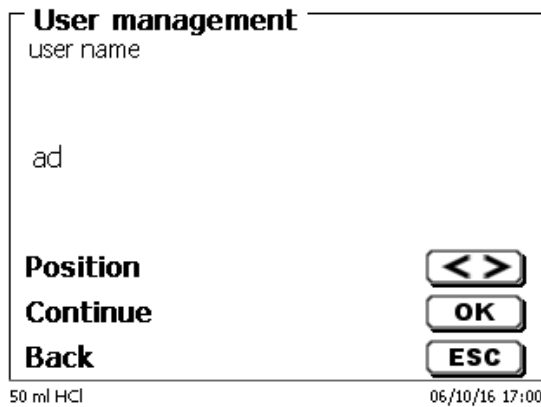 User management
user name
ad
Position < >
Continue OK
Back ESC
50 ml HCl 06/10/16 17:00